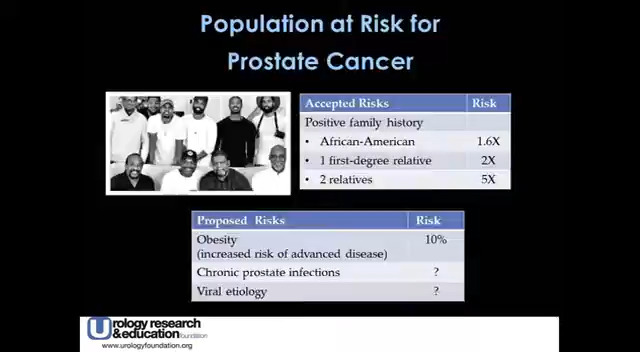 Population at Risk for
Prostate Cancer
Accepted Risks Risk
Positive family history
• African-American 1.6X
• 1 first-degree relative 2X
• 2 relatives 5X
Proposed Risks Risk
Obesity 10%
(increased risk of advanced disease)
Chronic prostate infections ?
Viral etiology ?
Urology research
&education foundation
www.urologyfoundation.org